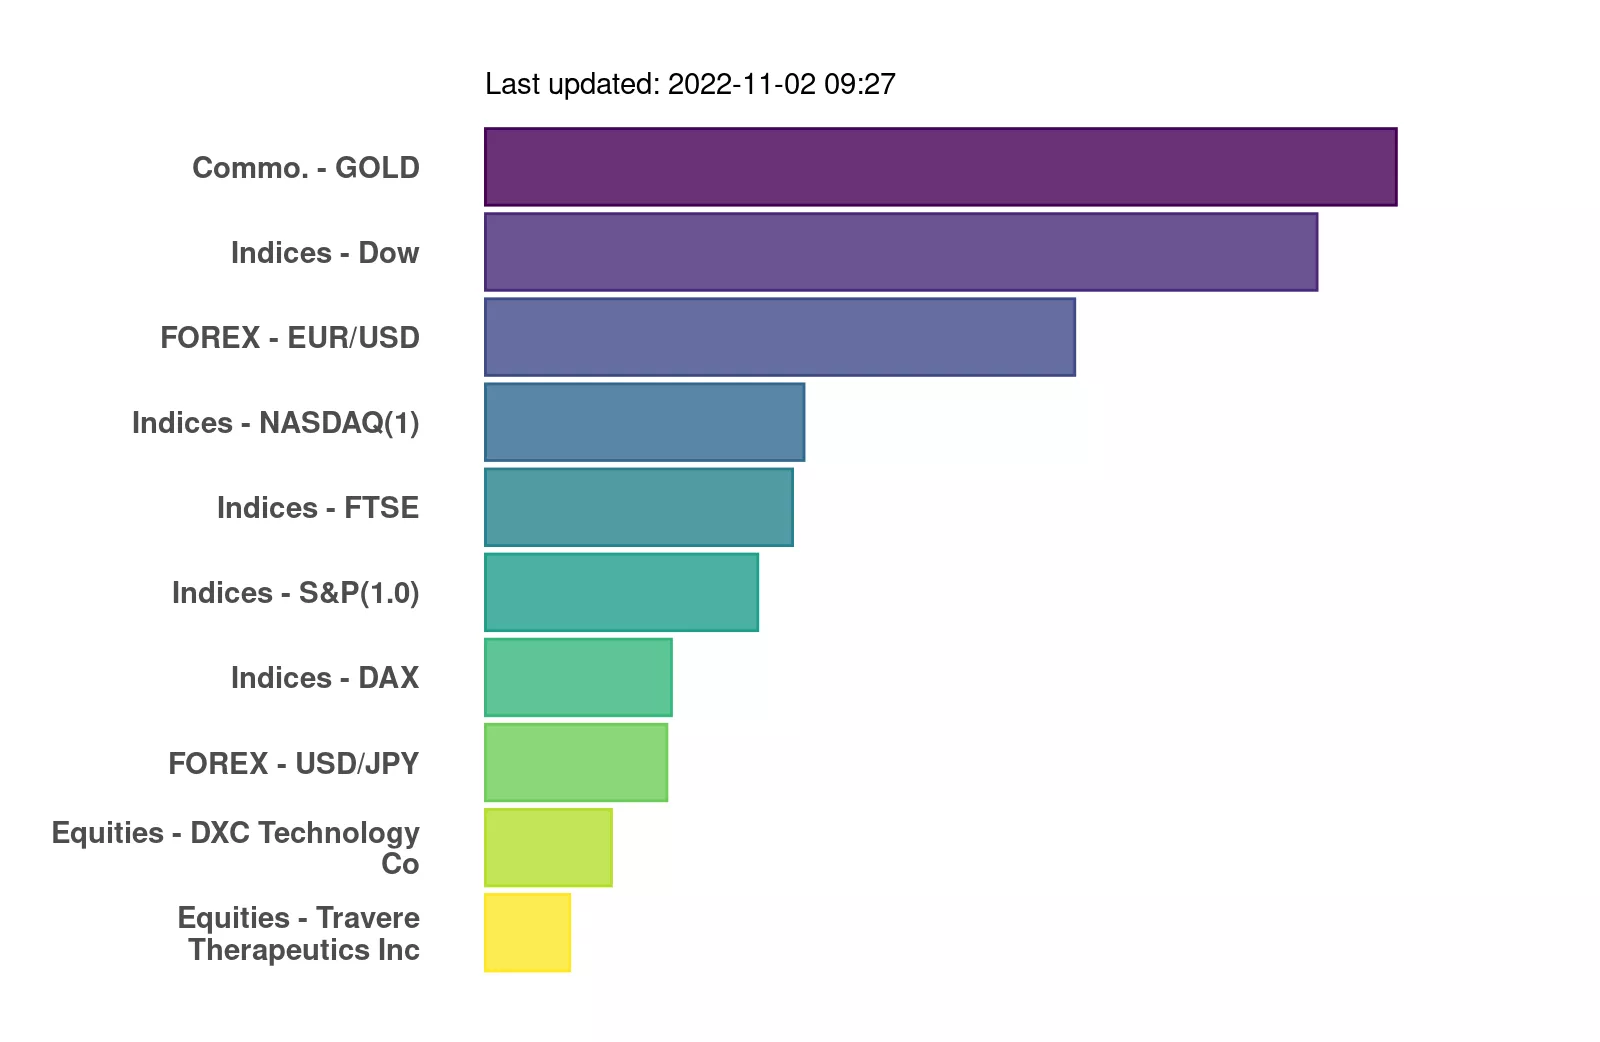 Last updated: 2022-11-02 09:27
Commo. - GOLD
Indices - Dow
FOREX - EUR/USD
Indices - NASDAQ(1)
Indices - FTSE
Indices - S&P(1.0)
Indices - DAX
FOREX - USD/JPY
Equities - DXC Technology
Co
Equities - Travere
Therapeutics Inc